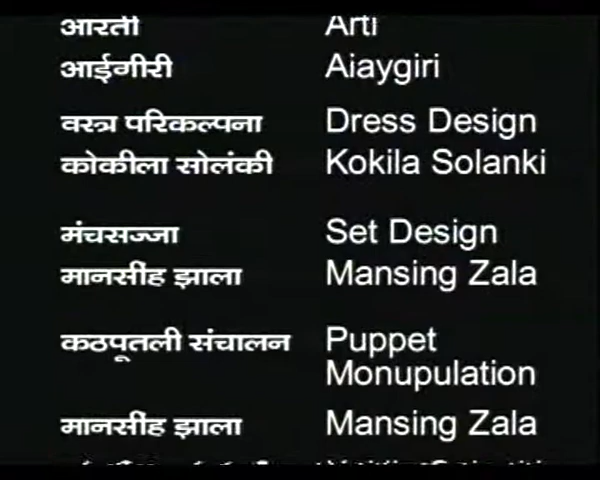 आरती Arti
आईगीरी Aiaygiri
वस्त्र परिकल्पना Dress Design
कोकीला सोलंकी Kokila Solanki
मंचसज्जा Set Design
मानसींह झाला Mansing Zala
कठपूतली संचालन Puppet
Monupulation
मानसींह झाला Mansing Zala